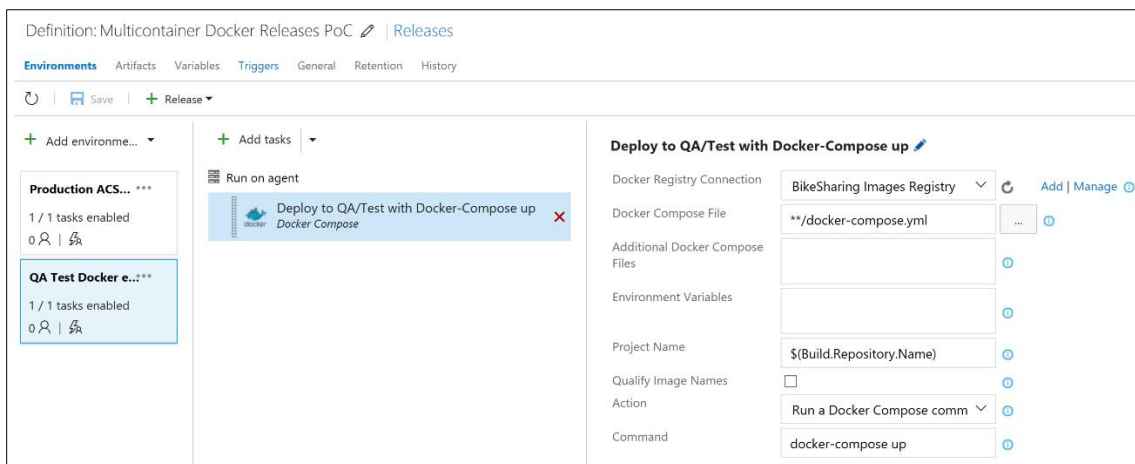 Definition: Multicontainer Docker Releases PoC | Releases
Environments Artifacts Variables Triggers General Retention History
Save | + Release
+ Add environme...
Production ACS... ***
1 / 1 tasks enabled
0
QA Test Docker e...***
1 / 1 tasks enabled
0
+ Add tasks
Run on agent
Deploy to QA/Test with Docker-Compose up
docker Docker Compose
Deploy to QA/Test with Docker-Compose up
Docker Registry Connection BikeSharing Images Registry Add | Manage
Docker Compose File **/docker-compose.yml ...
Additional Docker Compose
Files
Environment Variables
Project Name $(Build.Repository.Name)
Qualify Image Names
Action Run a Docker Compose comm
Command docker-compose up